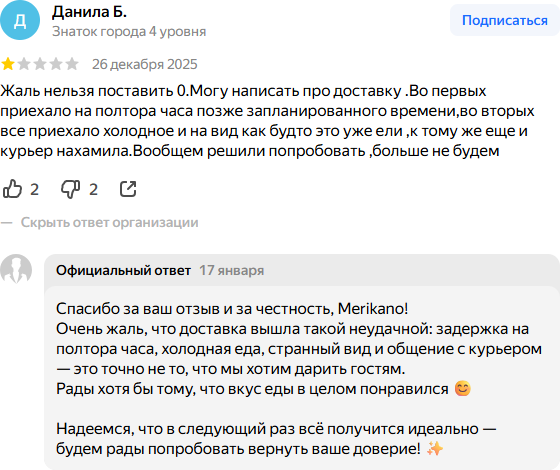 Д
Данила Б.
Подписаться
Знаток города 4 уровня
26 декабря 2025
Жаль нельзя поставить 0.Могу написать про доставку .Во первых
приехало на полтора часа позже запланированного времени,во вторых
все приехало холодное и на вид как будто это уже ели ,к тому же еще и
курьер нахамила.Вообщем решили попробовать ,больше не будем
2 2
— Скрыть ответ организации
Официальный ответ 17 января
Спасибо за ваш отзыв и за честность, Merikano!
Очень жаль, что доставка вышла такой неудачной: задержка на
полтора часа, холодная еда, странный вид и общение с курьером
— это точно не то, что мы хотим дарить гостям.
Рады хотя бы тому, что вкус еды в целом понравился 😊
Надеемся, что в следующий раз всё получится идеально —
будем рады попробовать вернуть ваше доверие! ✨